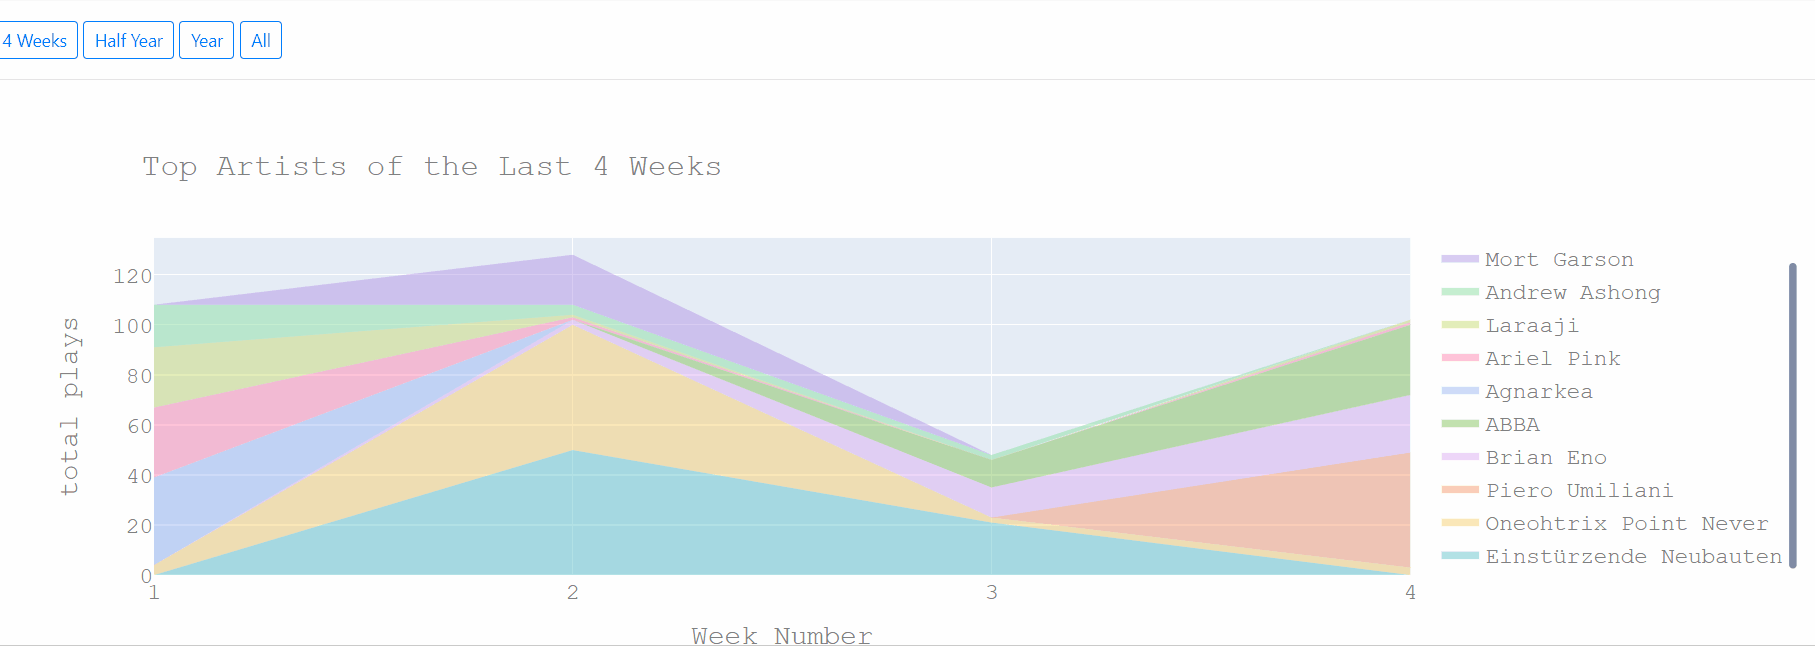 4 Weeks Half Year Year All
Top Artists of the Last 4 Weeks
total plays
120
100
80
60
40
20
0
1 2 3 4
Week Number
Mort Garson
Andrew Ashong
Laraaji
Ariel Pink
Agnarkea
ABBA
Brian Eno
Piero Umiliani
Oneohtrix Point Never
Einstürzende Neubauten